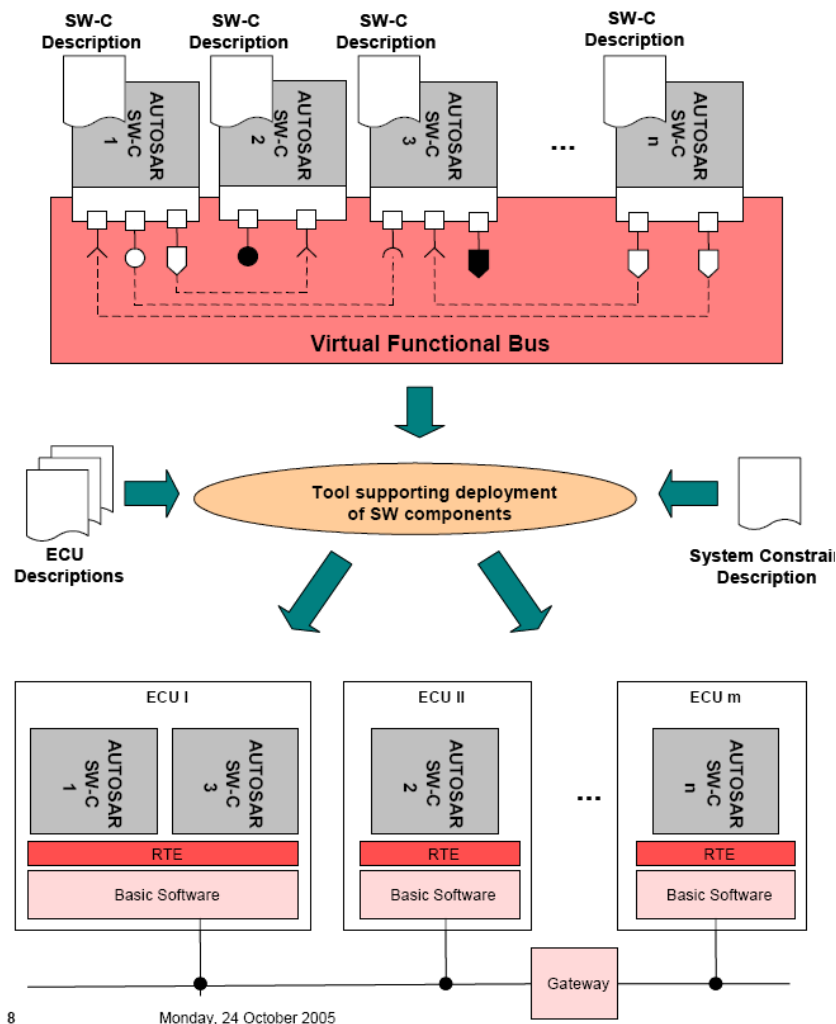 SW-C
Description
SW-C
Description
SW-C
Description
SW-C
Description
AUTOSAR
SW-C
1
AUTOSAR
SW-C
2
AUTOSAR
SW-C
3
...
AUTOSAR
SW-C
n
Virtual Functional Bus
ECU
Descriptions
Tool supporting deployment
of SW components
System Constrain
Description
ECU I
AUTOSAR
SW-C
1
AUTOSAR
SW-C
3
RTE
Basic Software
ECU II
AUTOSAR
SW-C
2
RTE
Basic Software
...
ECU m
AUTOSAR
SW-C
n
RTE
Basic Software
Gateway
8
Monday, 24 October 2005